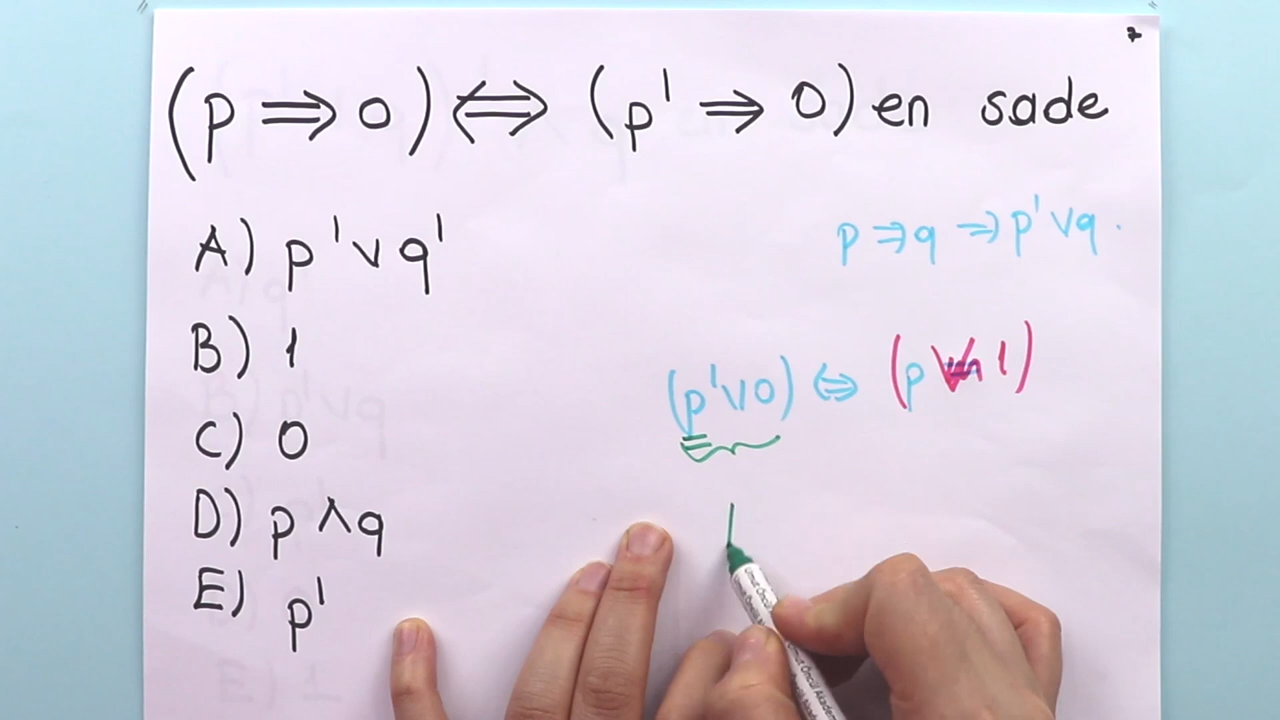 (p ⇒ 0) ⇔ (p' ⇒ 0) en sade
A) p' ∨ q'
p ⇒ q ⇒ p' ∨ q.
B) 1
(p' ∨ 0) ⇔ (p ∨ 1)
C) 0
D) p ∧ q
E) p'